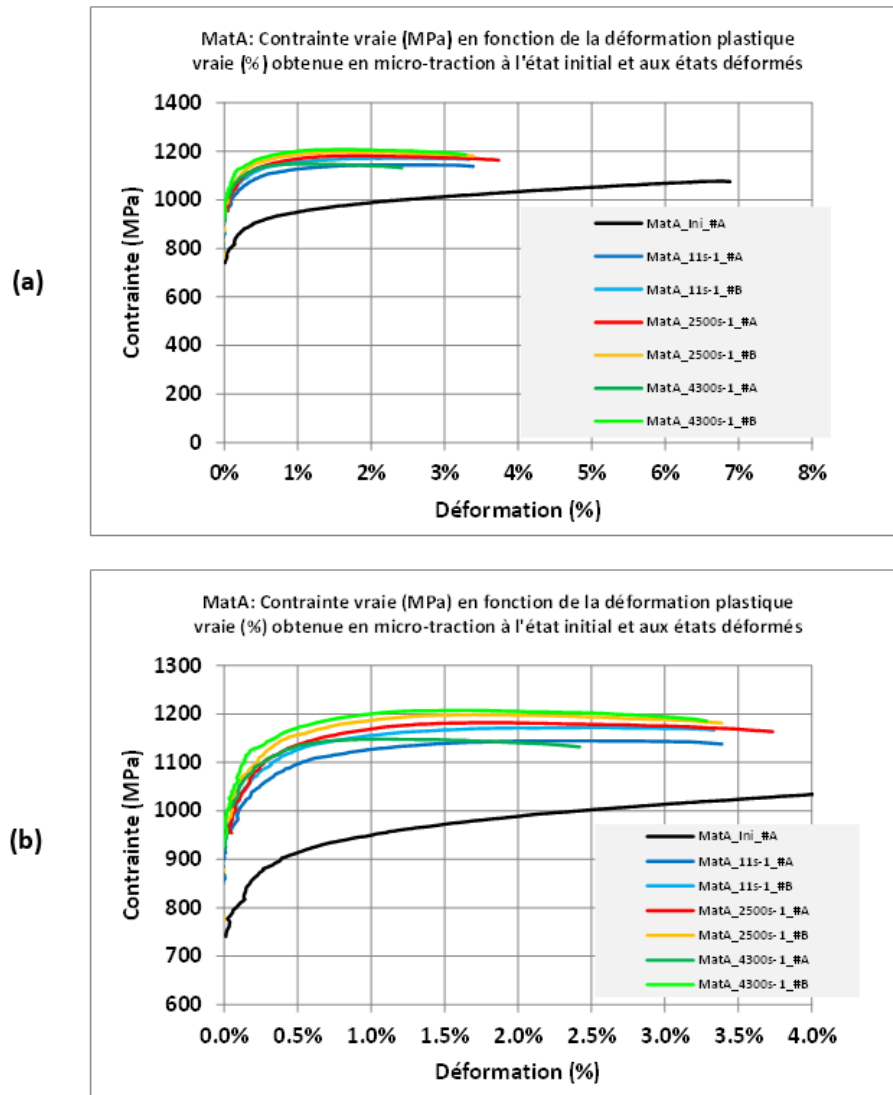 MatA: Contrainte vraie (MPa) en fonction de la déformation plastique
vraie (%) obtenue en micro-traction à l'état initial et aux états déformés
(a)
Contrainte (MPa)
1400
1200
1000
800
600
400
200
0
0% 1% 2% 3% 4% 5% 6% 7% 8%
Déformation (%)
MatA_Ini_#A
MatA_11s-1_#A
MatA_11s-1_#B
MatA_2500s-1_#A
MatA_2500s-1_#B
MatA_4300s-1_#A
MatA_4300s-1_#B
MatA: Contrainte vraie (MPa) en fonction de la déformation plastique
vraie (%) obtenue en micro-traction à l'état initial et aux états déformés
(b)
Contrainte (MPa)
1300
1200
1100
1000
900
800
700
600
0.0% 0.5% 1.0% 1.5% 2.0% 2.5% 3.0% 3.5% 4.0%
Déformation (%)
MatA_Ini_#A
MatA_11s-1_#A
MatA_11s-1_#B
MatA_2500s-1_#A
MatA_2500s-1_#B
MatA_4300s-1_#A
MatA_4300s-1_#B